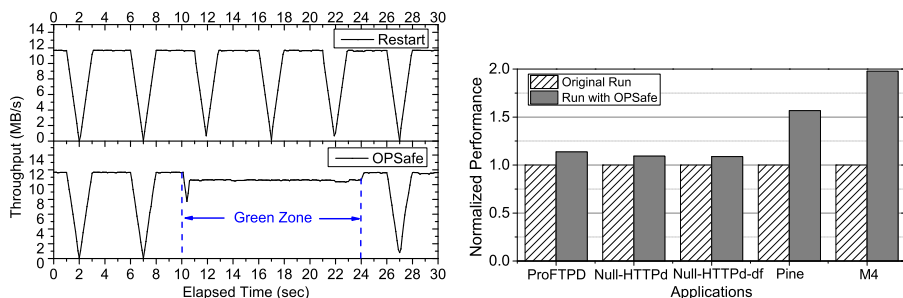 0 2 4 6 8 10 12 14 16 18 20 22 24 26 28 30
14
12
10
8
6
4
2
0
Restart
14
12
10
8
6
4
2
0
OPSafe
Green Zone
0 2 4 6 8 10 12 14 16 18 20 22 24 26 28 30
Throughput (MB/s)
Elapsed Time (sec)
2.0
1.5
1.0
0.5
0.0
Normalized Performance
Original Run
Run with OPSafe
ProFTPD Null-HTTPd Null-HTTPd-df Pine M4
Applications